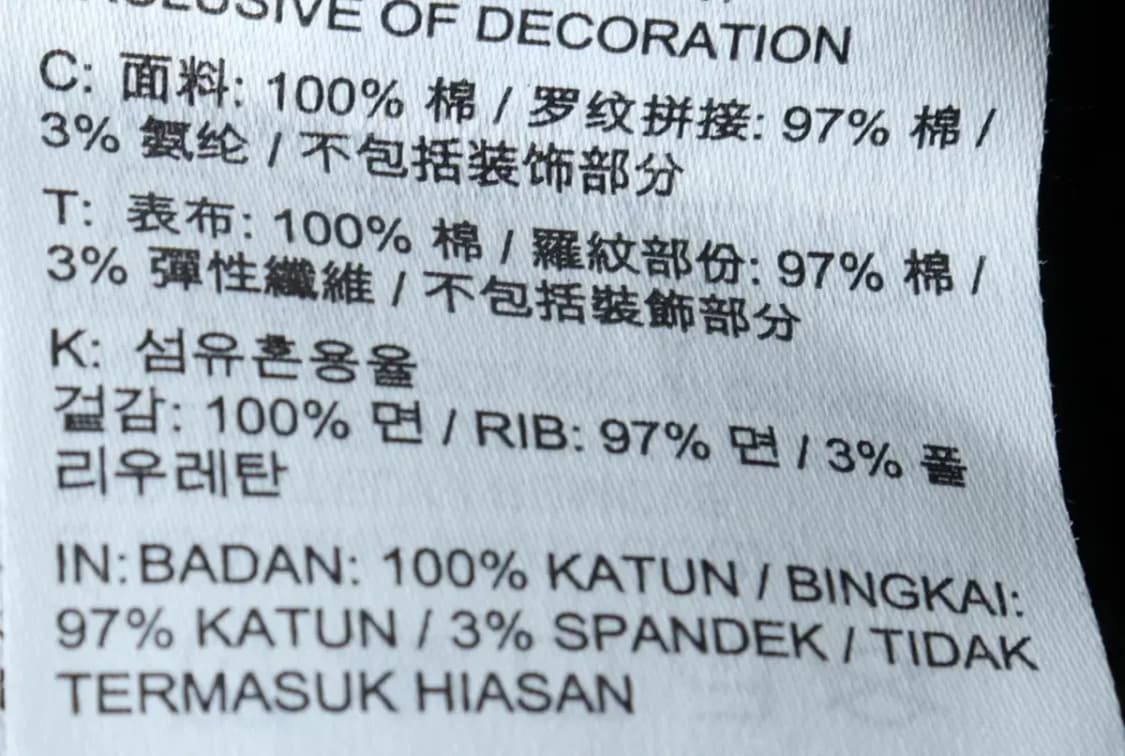 EXCLUSIVE OF DECORATION
C: 面料: 100% 棉 / 罗纹拼接: 97% 棉 /
3% 氨纶 / 不包括装饰部分
T: 表布: 100% 棉 / 羅紋部份: 97% 棉 /
3% 彈性纖維 / 不包括裝飾部分
K: 섬유혼용율
겉감: 100% 면 / RIB: 97% 면 / 3% 폴
리우레탄
IN: BADAN: 100% KATUN / BINGKAI:
97% KATUN / 3% SPANDEK / TIDAK
TERMASUK HIASAN